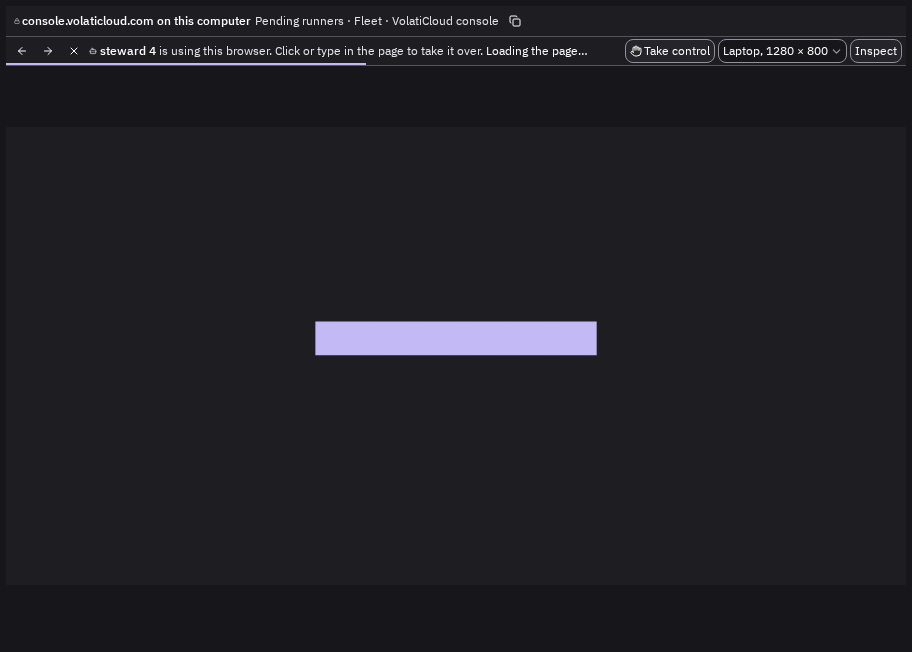 console.volaticloud.com on this computer Pending runners · Fleet · VolatiCloud console
steward 4 is using this browser. Click or type in the page to take it over. Loading the page... Take control Laptop, 1280 × 800 Inspect